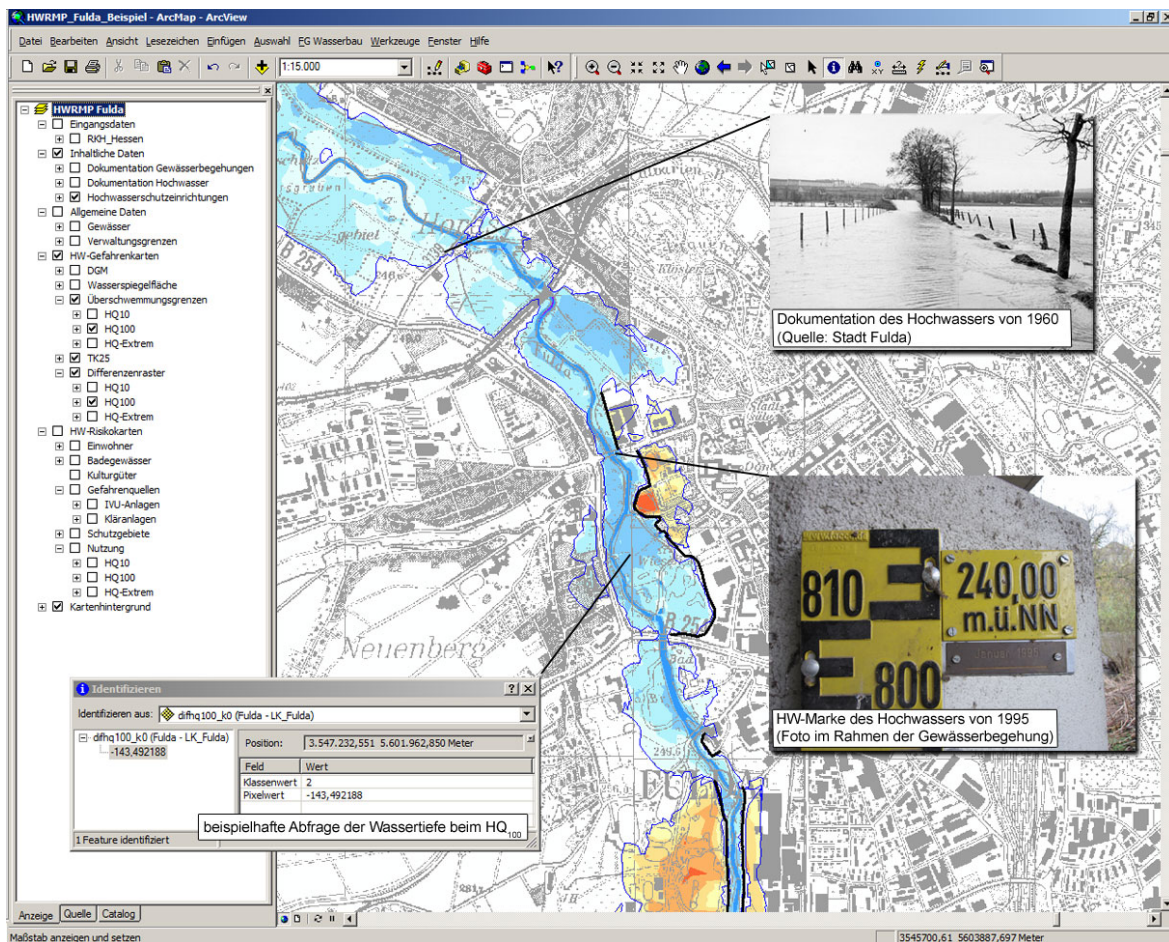 HWRMP_Fulda_Beispiel - ArcMap - ArcView
Datei Bearbeiten Ansicht Lesezeichen Einfügen Auswahl FG Wasserbau Werkzeuge Fenster Hilfe
1:15.000
HWRMP Fulda
Eingangsdaten
RKH_Hessen
Inhaltliche Daten
Dokumentation Gewässerbegehungen
Dokumentation Hochwasser
Hochwasserschutzeinrichtungen
Allgemeine Daten
Gewässer
Verwaltungsgrenzen
HW-Gefahrenkarten
DGM
Wasserspiegelfläche
Überschwemmungsgrenzen
HQ10
HQ100
HQ-Extrem
TK25
Differenzenraster
HQ10
HQ100
HQ-Extrem
HW-Risikokarten
Einwohner
Badegewässer
Kulturgüter
Gefahrenquellen
IVU-Anlagen
Kläranlagen
Schutzgebiete
Nutzung
HQ10
HQ100
HQ-Extrem
Kartenhintergrund
Anzeige Quelle Catalog
Maßstab anzeigen und setzen
3545700,61 5603887,697 Meter
B 254
gebiet
Fulda
Neuenberg
B 254
FULDA
Dokumentation des Hochwassers von 1960
(Quelle: Stadt Fulda)
810
800
240,00
m.ü.NN
Januar 1995
HW-Marke des Hochwassers von 1995
(Foto im Rahmen der Gewässerbegehung)
Identifizieren
Identifizieren aus: difhq100_k0 (Fulda - LK_Fulda)
difhq100_k0 (Fulda - LK_Fulda)
-143,492188
Position: 3.547.232,551 5.601.962,850 Meter
Feld Wert
Klassenwert 2
Pixelwert -143,492188
1 Feature identifiziert
beispielhafte Abfrage der Wassertiefe beim HQ100